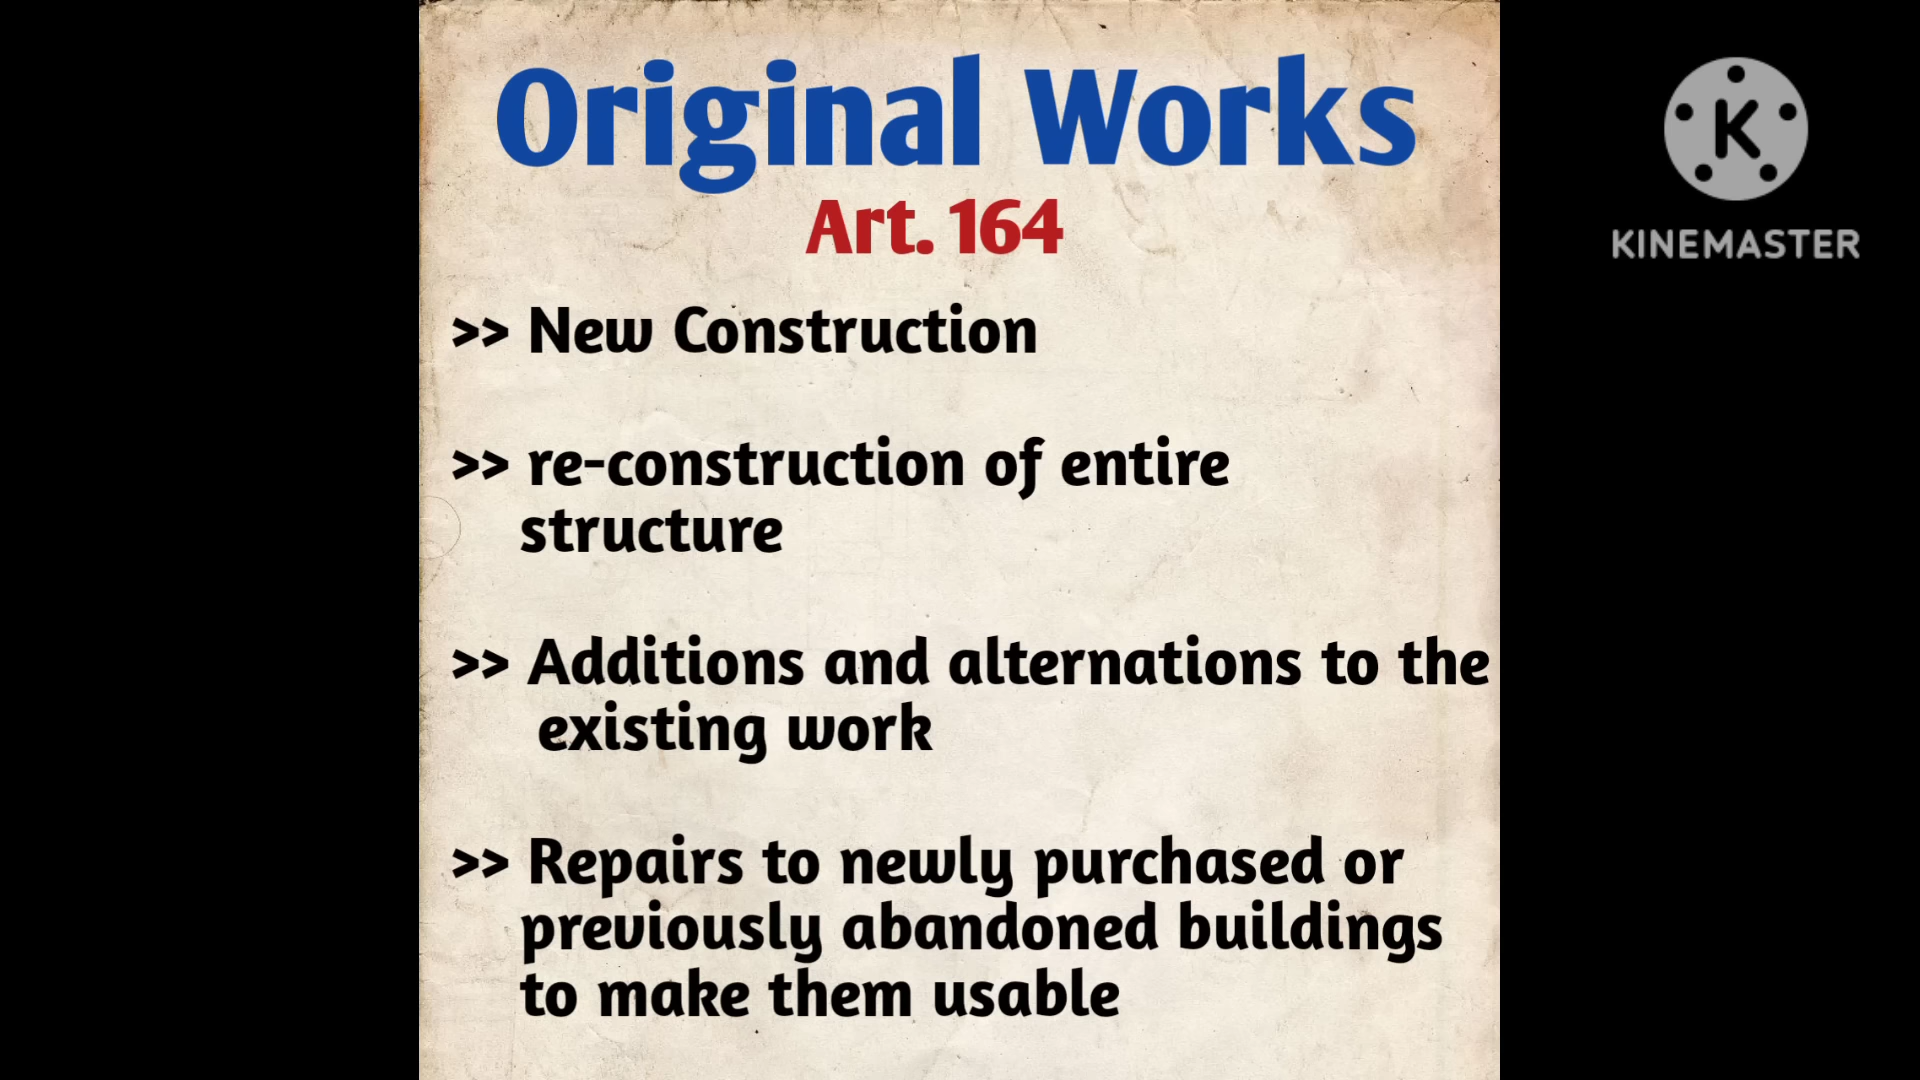 Original Works
Art. 164
>> New Construction
>> re-construction of entire
structure
>> Additions and alternations to the
existing work
>> Repairs to newly purchased or
previously abandoned buildings
to make them usable
K
KINEMASTER